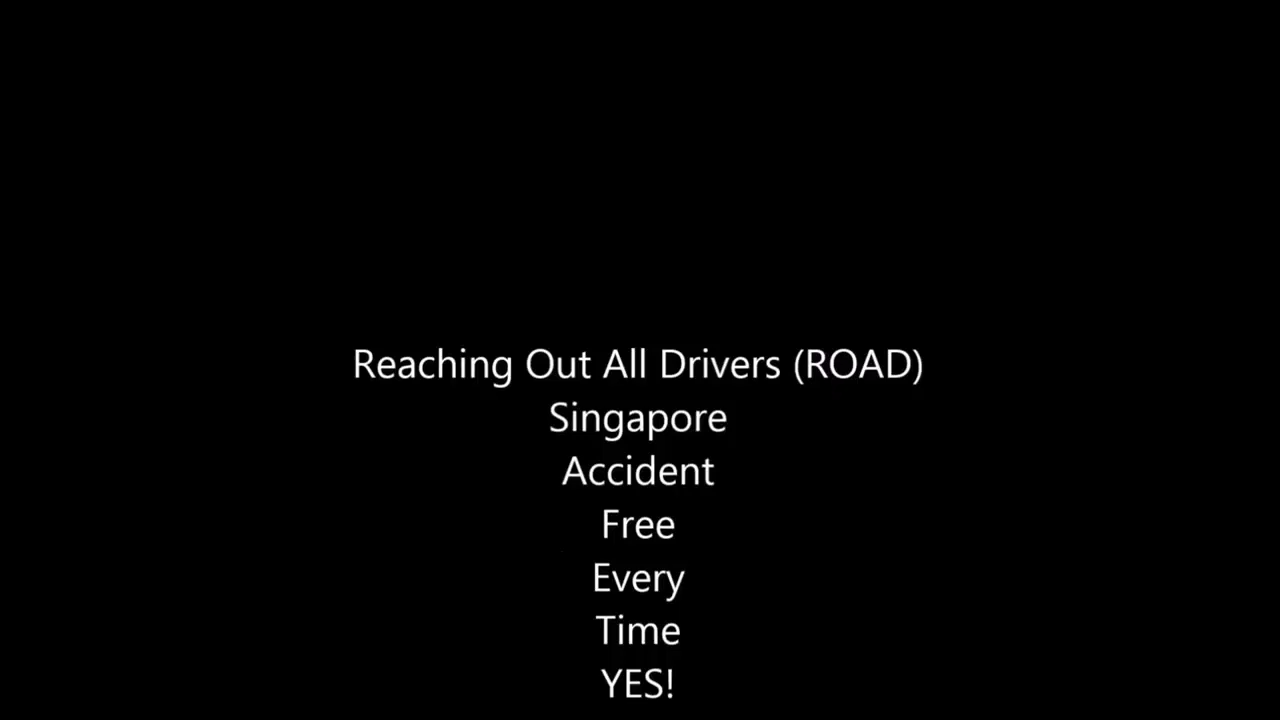 Reaching Out All Drivers (ROAD)
Singapore
Accident
Free
Every
Time
YES!